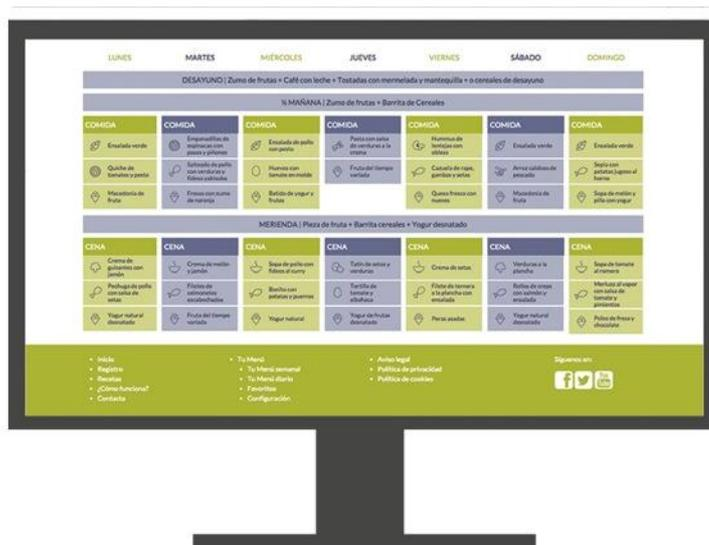 LUNES MARTES MIÉRCOLES JUEVES VIERNES SÁBADO DOMINGO
DESAYUNO | Zumo de frutas + Café con leche + Tostadas con mermelada y mantequilla + o cereales de desayuno
½ MAÑANA | Zumo de frutas + Barrita de Cereales
COMIDA
Ensalada verde
Quiche de
tomates y pesto
Macedonia de
fruta
COMIDA
Empanadillas de
espinacas con
pasas y piñones
Salteado de pollo
con verduras y
fideos yakisoba
Fresas con zumo
de naranja
COMIDA
Ensalada de pollo
con pesto
Huevos con
tomate en molde
Batido de yogur y
frutas
COMIDA
Pasta con salsa
de verduras a la
crema
Fruta del tiempo
variada
COMIDA
Hummus de
lentejas con
obleas
Cazuela de rape,
gambas y setas
Queso fresco con
nueces
COMIDA
Ensalada verde
Arroz caldoso de
pescado
Macedonia de
fruta
COMIDA
Ensalada verde
Sepia con
patatas jugosa al
horno
Sopa de melón y
piña con yogur
MERIENDA | Pieza de fruta + Barrita cereales + Yogur desnatado
CENA
Crema de
guisantes con
jamón
Pechuga de pollo
con salsa de
setas
Yogur natural
desnatado
CENA
Crema de melón
y jamón
Filetes de
salmonetes
escabechados
Fruta del tiempo
variada
CENA
Sopa de pollo con
fideos al curry
Bonito con
patatas y puerros
Yogur natural
CENA
Tatin de setas y
verduras
Tortilla de
tomate y
albahaca
Yogur de frutas
desnatado
CENA
Crema de setas
Filete de ternera
a la plancha con
ensalada
Peras asadas
CENA
Verduras a la
plancha
Rollos de crepe
con salmón y
ensalada
Yogur natural
desnatado
CENA
Sopa de tomate
al romero
Merluza al vapor
con salsa de
tomate y
pimientos
Polos de fresa y
chocolate
• Inicio
• Registro
• Recetas
• ¿Cómo funciona?
• Contacta
• Tu Menú
• Tu Menú semanal
• Tu Menú diario
• Favoritos
• Configuración
• Aviso legal
• Política de privacidad
• Política de cookies
Síguenos en:
f
You
Tube